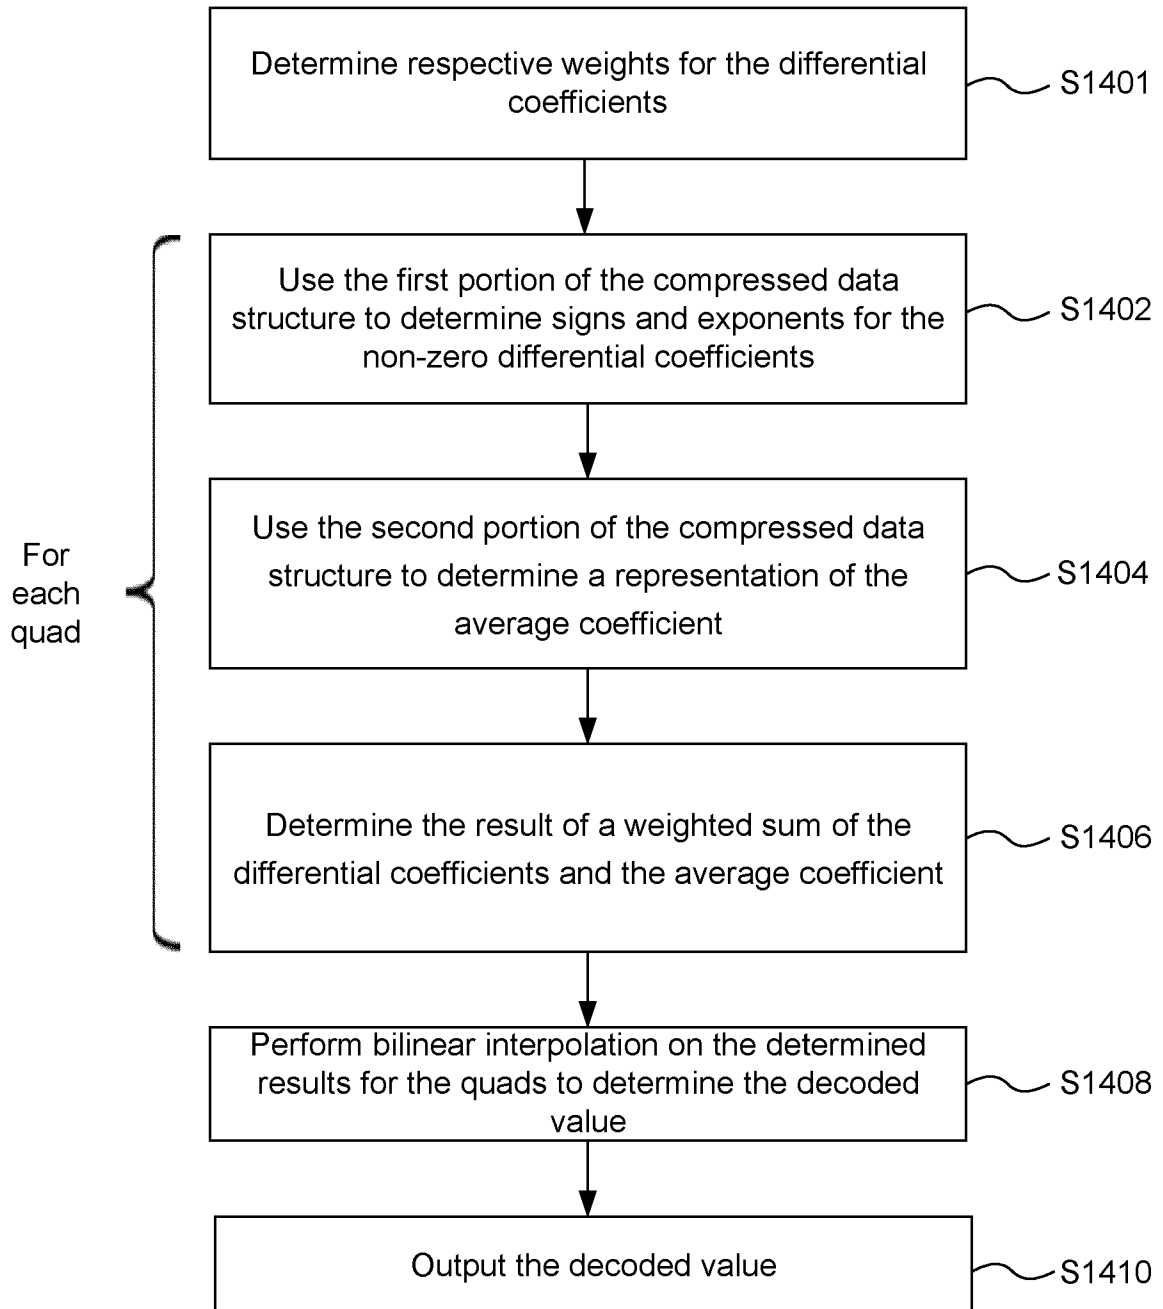 Determine respective weights for the differential
coefficients
S1401
Use the first portion of the compressed data
structure to determine signs and exponents for the
non-zero differential coefficients
S1402
For
each
quad
Use the second portion of the compressed data
structure to determine a representation of the
average coefficient
S1404
Determine the result of a weighted sum of the
differential coefficients and the average coefficient
S1406
Perform bilinear interpolation on the determined
results for the quads to determine the decoded
value
S1408
Output the decoded value
S1410